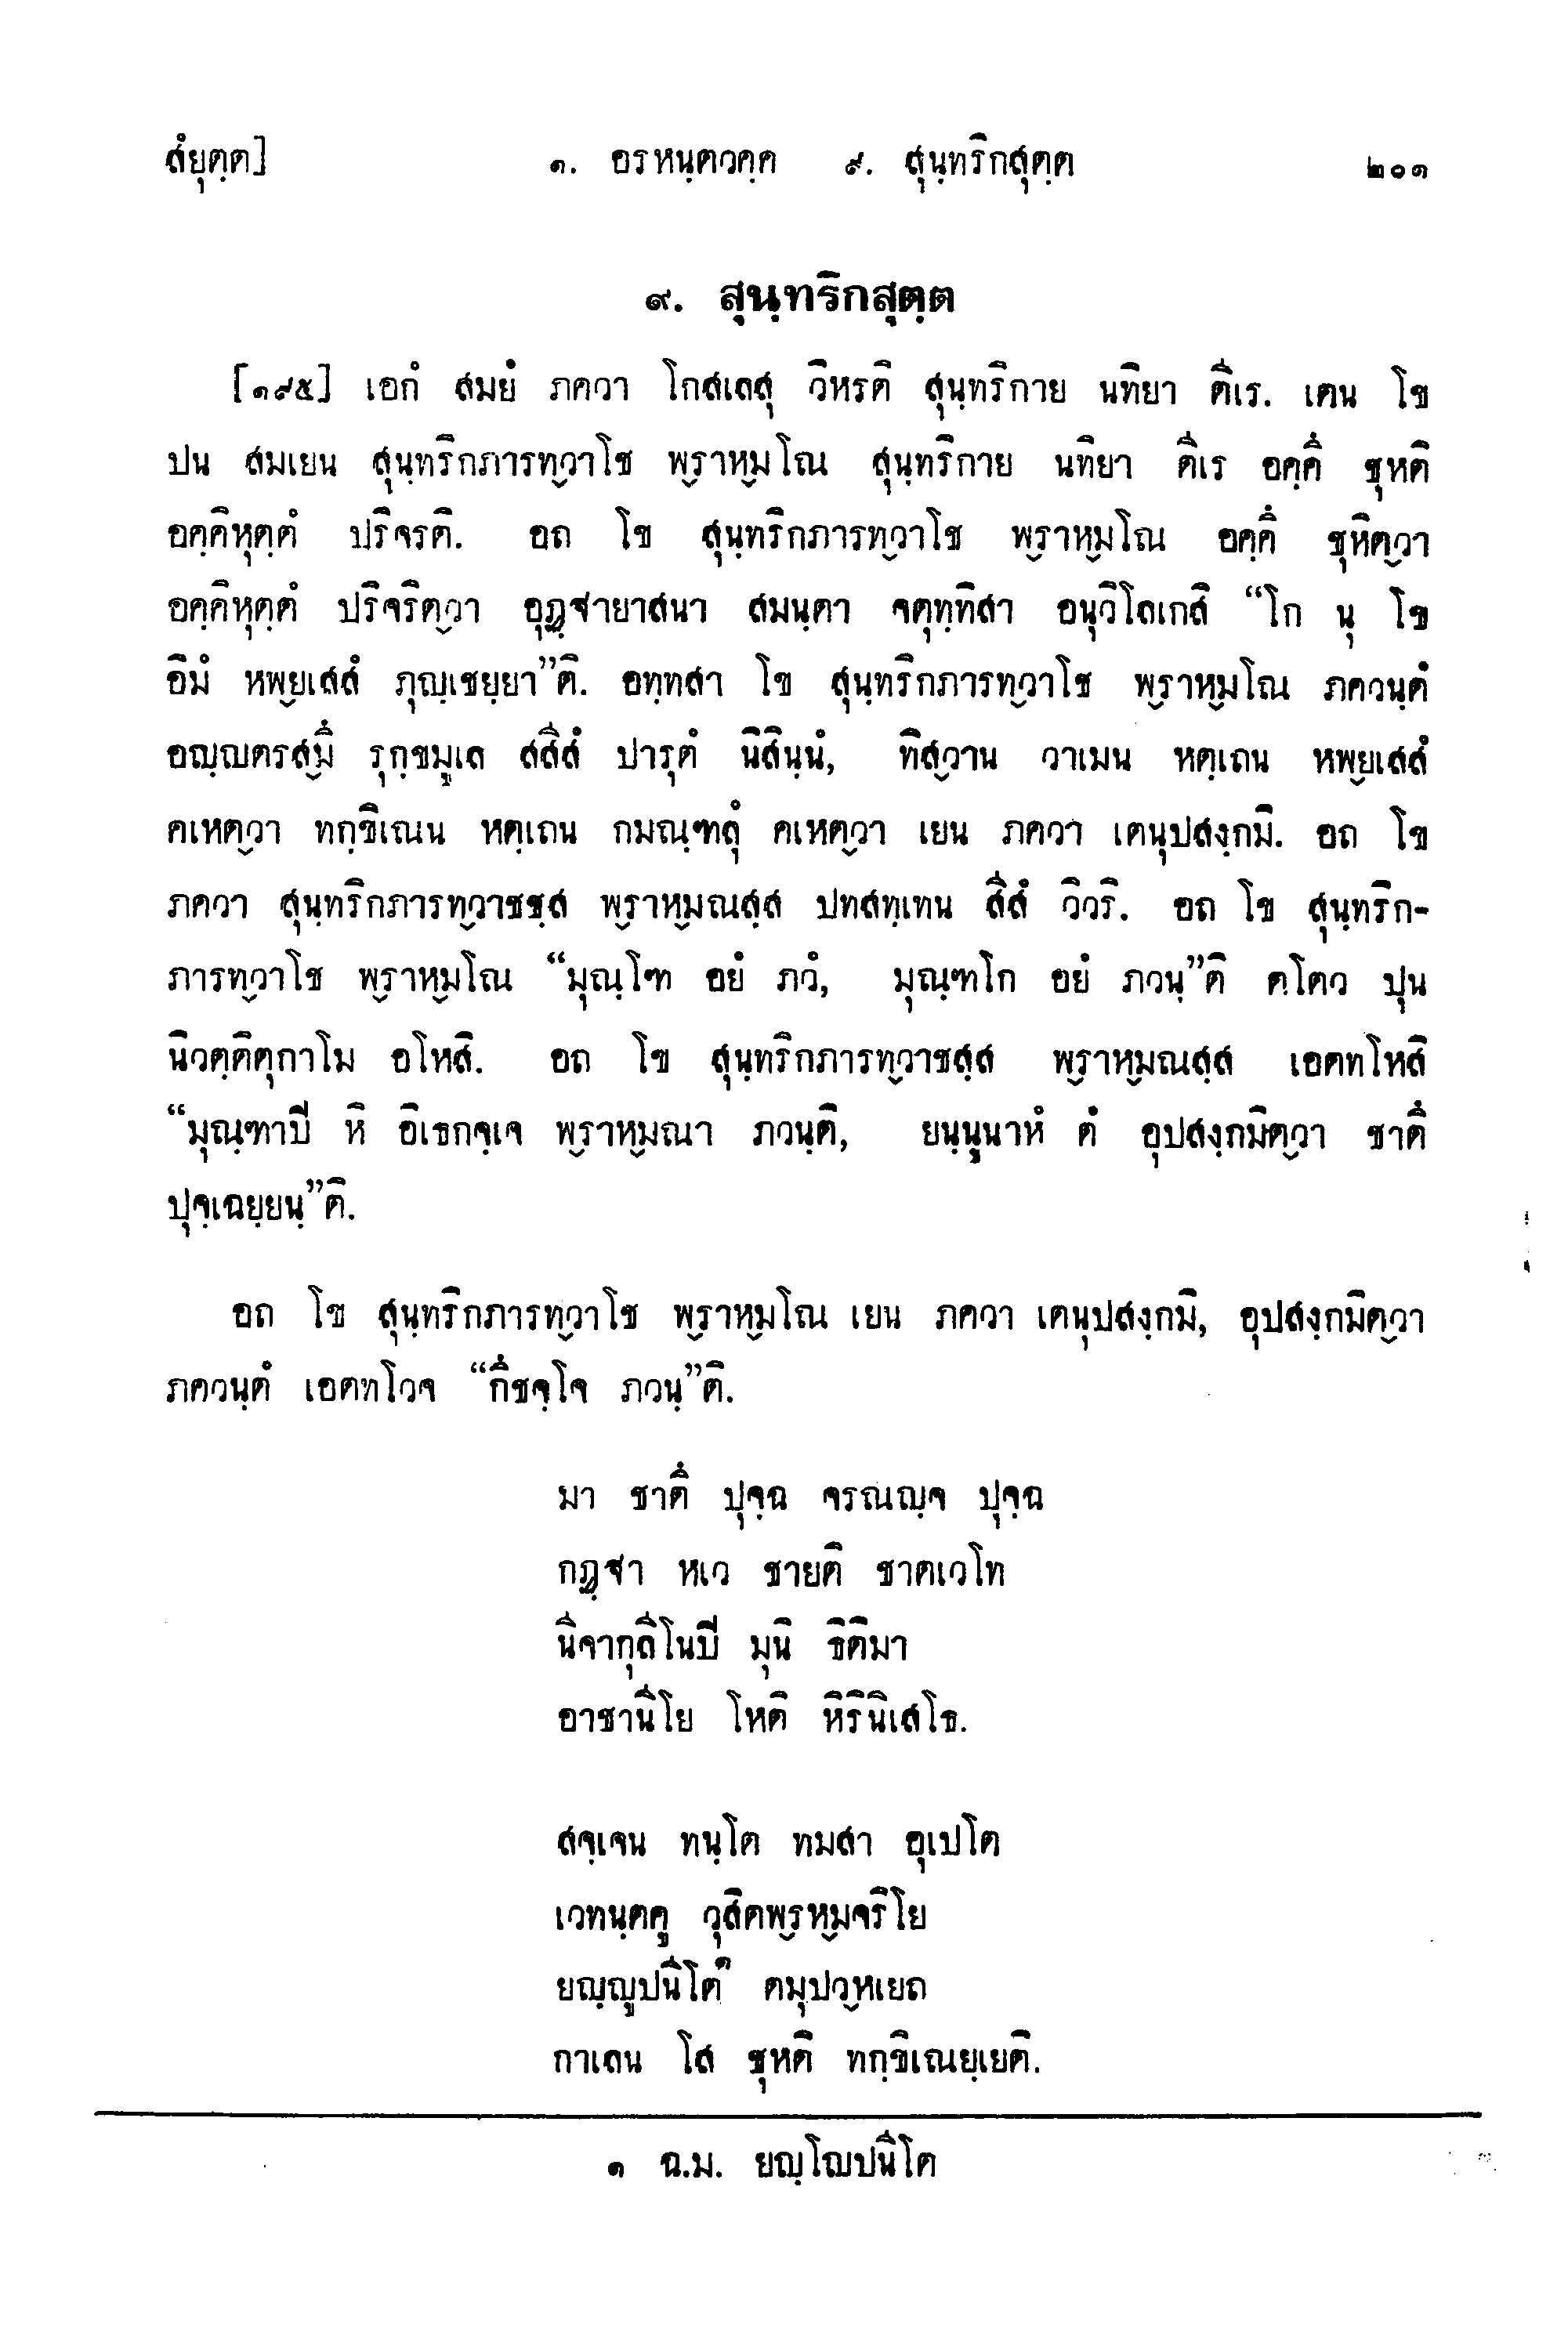 สํยุตฺต] ๑. อรหนฺตวคฺค ๙. สุนฺทริกสุตฺต ๒๐๑
๙. สุนฺทริกสุตฺต
[๑๙๕] เอกํ สมยํ ภควา โกสเลสุ วิหรติ สุนฺทริกาย นทิยา ตีเร. เตน โข
ปน สมเยน สุนฺทริกภารทฺวาโช พฺราหฺมโณ สุนฺทริกาย นทิยา ตีเร อคฺคึ ชุหติ
อคฺคิหุตฺตํ ปริจรติ. อถ โข สุนฺทริกภารทฺวาโช พฺราหฺมโณ อคฺคึ ชุหิตฺวา
อคฺคิหุตฺตํ ปริจริตฺวา อุฏฺฐายาสนา สมนฺตา จตุทฺทิสา อนุวิโลเกสิ “โก นุ โข
อิมํ หพฺยเสสํ ภุญฺเชยฺยา”ติ. อทฺทสา โข สุนฺทริกภารทฺวาโช พฺราหฺมโณ ภควนฺตํ
อญฺญตรสฺมึ รุกฺขมูเล สสีสํ ปารุตํ นิสินฺนํ, ทิสฺวาน วาเมน หตฺเถน หพฺยเสสํ
คเหตฺวา ทกฺขิเณน หตฺเถน กมณฺฑลุํ คเหตฺวา เยน ภควา เตนุปสงฺกมิ. อถ โข
ภควา สุนฺทริกภารทฺวาชชฺส พฺราหฺมณสฺส ปทสทฺเทน สีสํ วิวริ. อถ โข สุนฺทริก-
ภารทฺวาโช พฺราหฺมโณ “มุณฺโฑ อยํ ภวํ, มุณฺฑโก อยํ ภวนฺ”ติ ตโตว ปุน
นิวตฺติตุกาโม อโหสิ. อถ โข สุนฺทริกภารทฺวาชสฺส พฺราหฺมณสฺส เอตทโหสิ
“มุณฺฑาปิ หิ อิเธกจฺเจ พฺราหฺมณา ภวนฺติ, ยนฺนูนาหํ ตํ อุปสงฺกมิตฺวา ชาตึ
ปุจฺเฉยฺยนฺ”ติ.
อถ โข สุนฺทริกภารทฺวาโช พฺราหฺมโณ เยน ภควา เตนุปสงฺกมิ, อุปสงฺกมิตฺวา
ภควนฺตํ เอตทโวจ “กึชจฺโจ ภวนฺ”ติ.
มา ชาตึ ปุจฺฉ จรณญฺจ ปุจฺฉ
กฏฺฐา หเว ชายติ ชาตเวโท
นีจากุลีโนปิ มุนิ ธิติมา
อาชานีโย โหติ หิรินิเสโธ.
สจฺเจน ทนฺโต ทมสา อุเปโต
เวทนฺตคู วุสิตพฺรหฺมจริโย
ยญฺญูปนีโต๑ ตมุปวฺหเยถ
กาเลน โส ชุหติ ทกฺขิเณยฺเยติ.
๑ ฉ.ม. ยญฺโญปนีโต